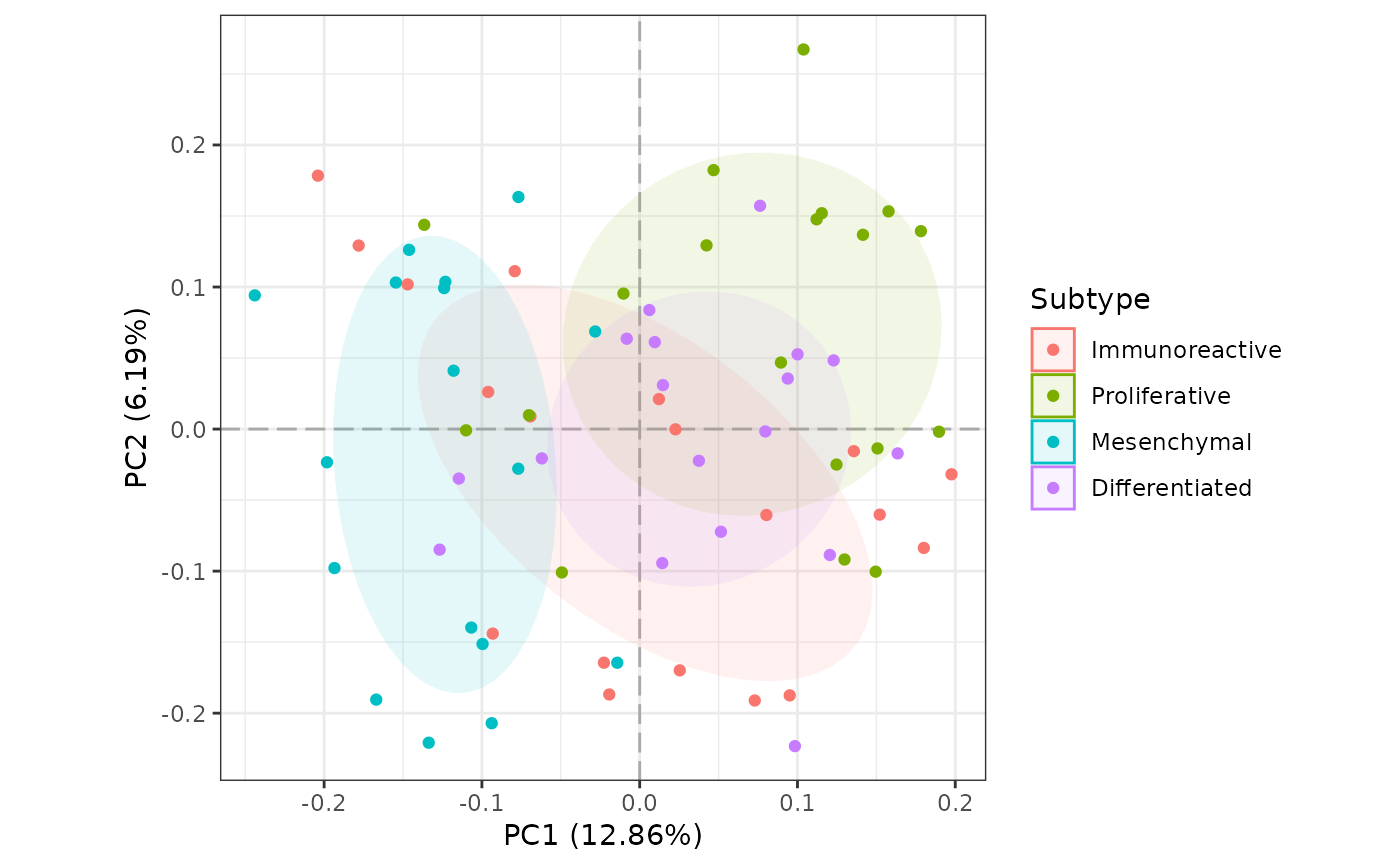 PC2 (6.19%)
0.2
0.1
0.0
-0.1
-0.2
-0.2
-0.1
0.0
0.1
0.2
PC1 (12.86%)
Subtype
Immunoreactive
Proliferative
Mesenchymal
Differentiated